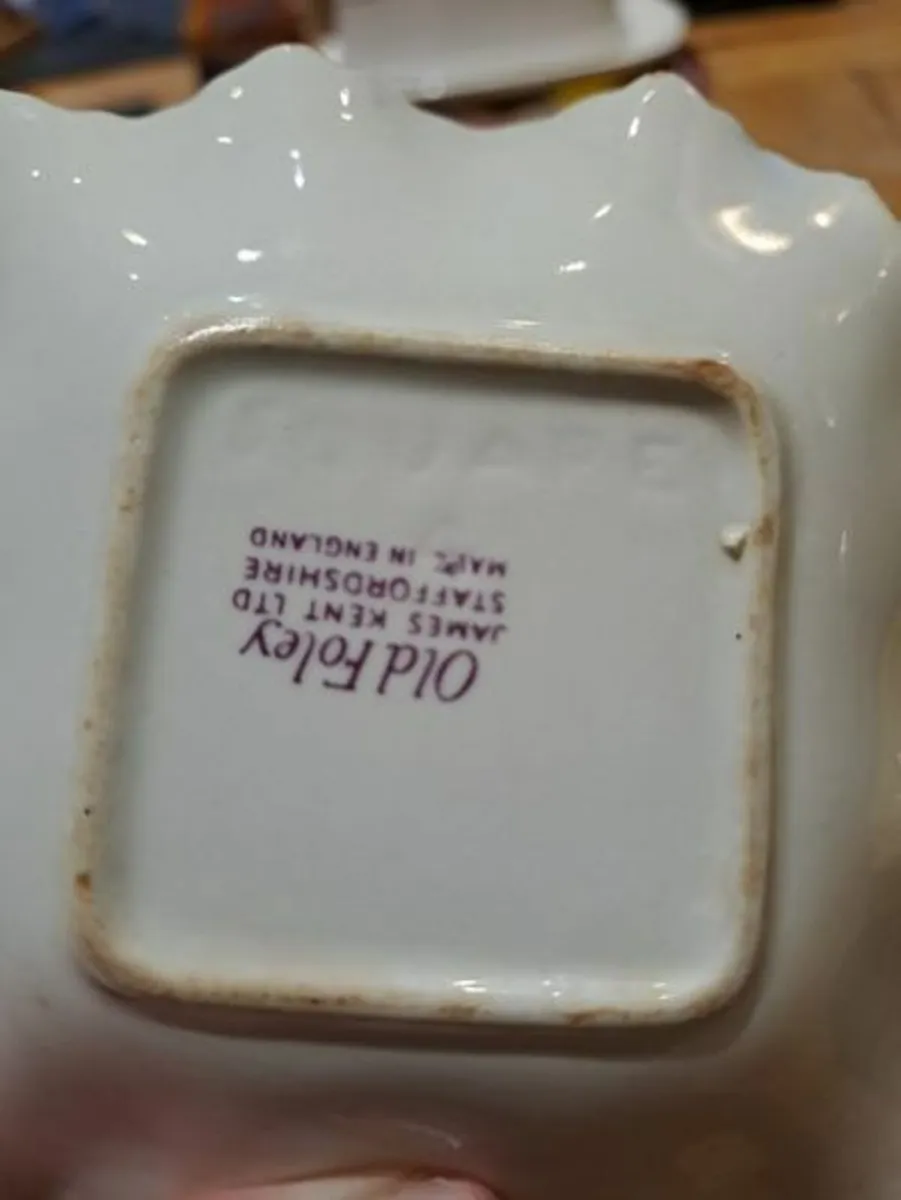 Old Foley
JAMES KENT LTD
STAFFORDSHIRE
MADE IN ENGLAND